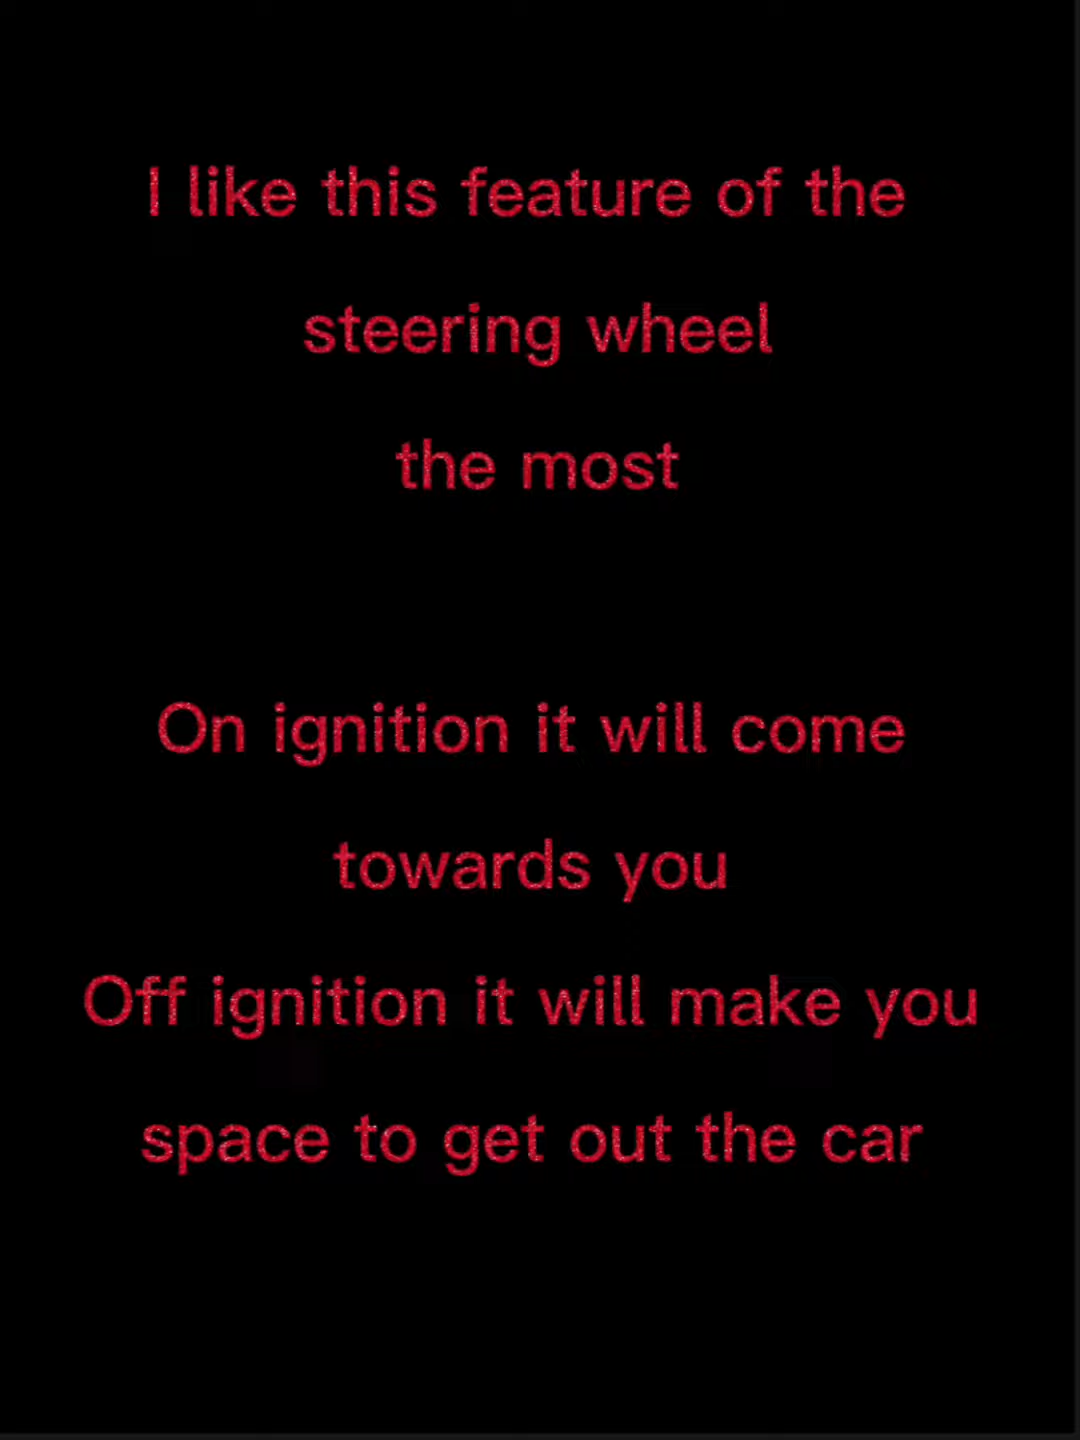 I like this feature of the
steering wheel
the most
On ignition it will come
towards you
Off ignition it will make you
space to get out the car